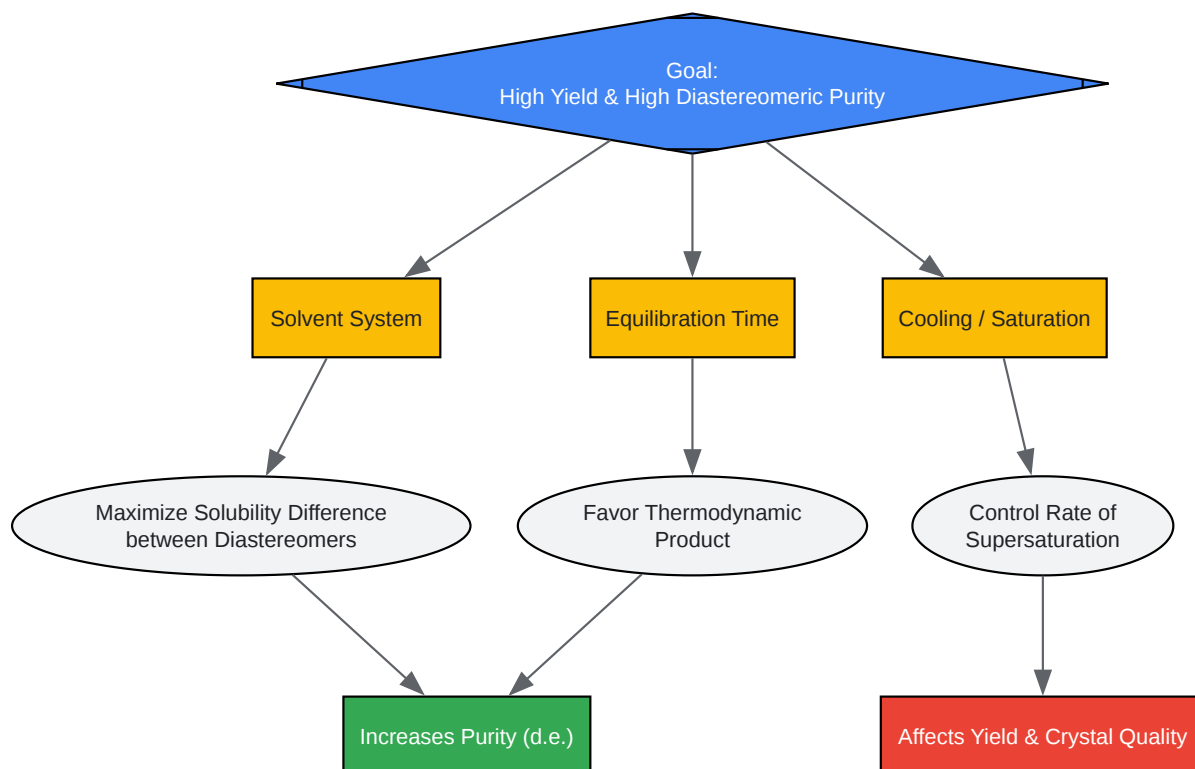 Goal:
High Yield & High Diastereomeric Purity
Solvent System
Equilibration Time
Cooling / Saturation
Maximize Solubility Difference
between Diastereomers
Favor Thermodynamic
Product
Control Rate of
Supersaturation
Increases Purity (d.e.)
Affects Yield & Crystal Quality